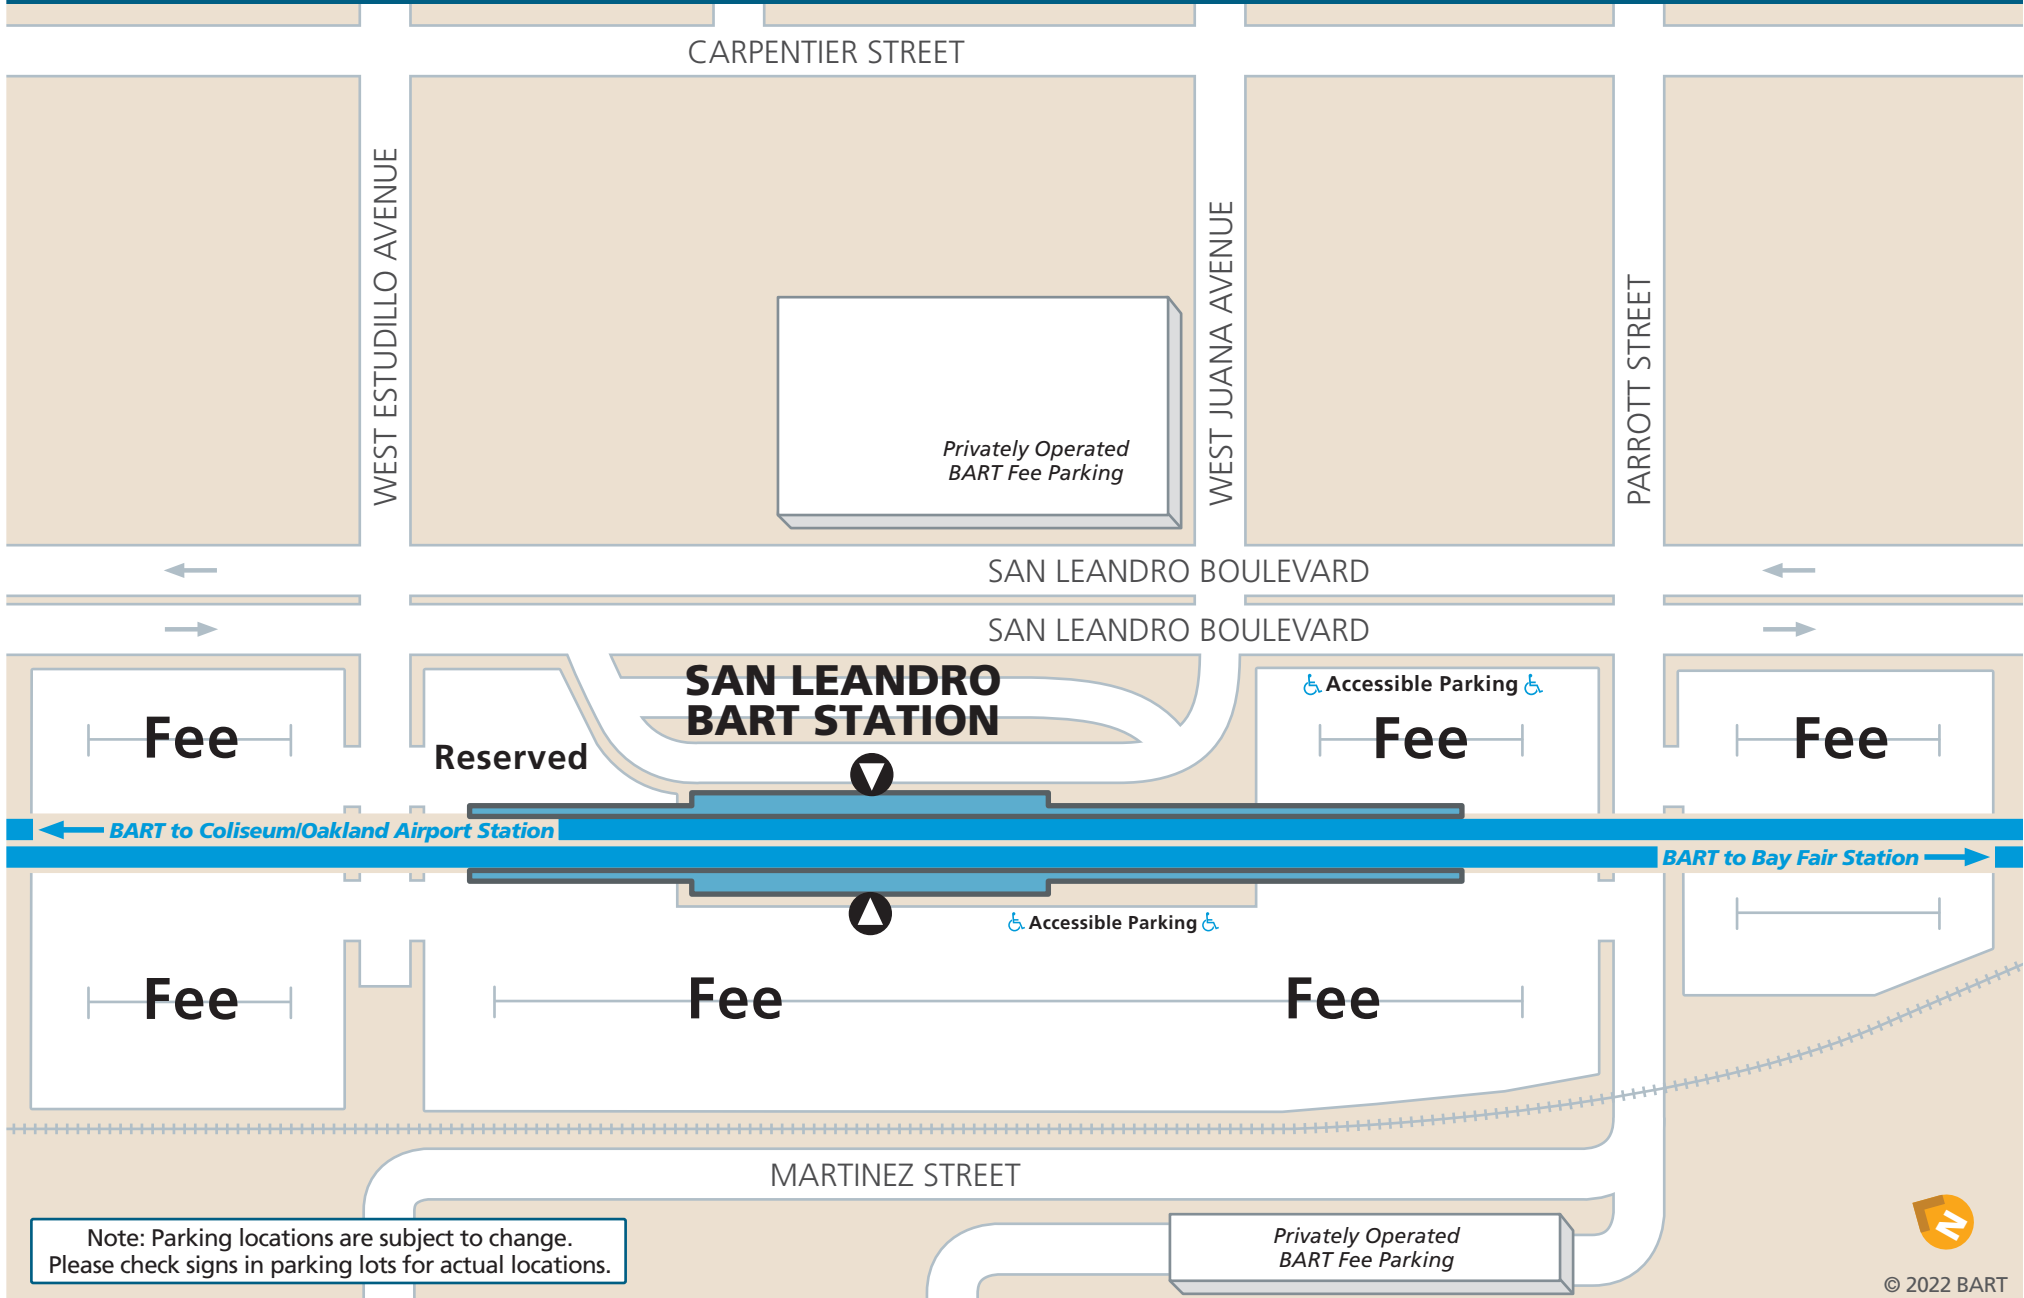 CARPENTIER STREET
WEST ESTUDILLO AVENUE
WEST JUANA AVENUE
PARROTT STREET
Privately Operated
BART Fee Parking
SAN LEANDRO BOULEVARD
SAN LEANDRO BOULEVARD
SAN LEANDRO
BART STATION
Accessible Parking
Fee
Reserved
Fee
Fee
BART to Coliseum/Oakland Airport Station
BART to Bay Fair Station
Accessible Parking
Fee
Fee
Fee
MARTINEZ STREET
Note: Parking locations are subject to change.
Please check signs in parking lots for actual locations.
Privately Operated
BART Fee Parking
N
© 2022 BART